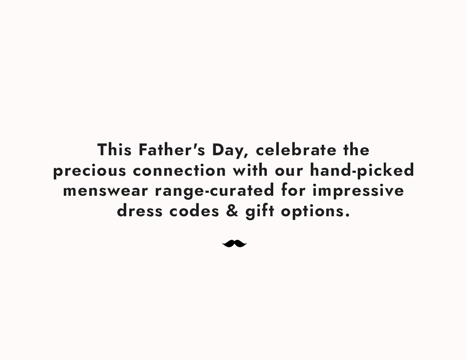 This Father's Day, celebrate the
precious connection with our hand-picked
menswear range-curated for impressive
dress codes & gift options.